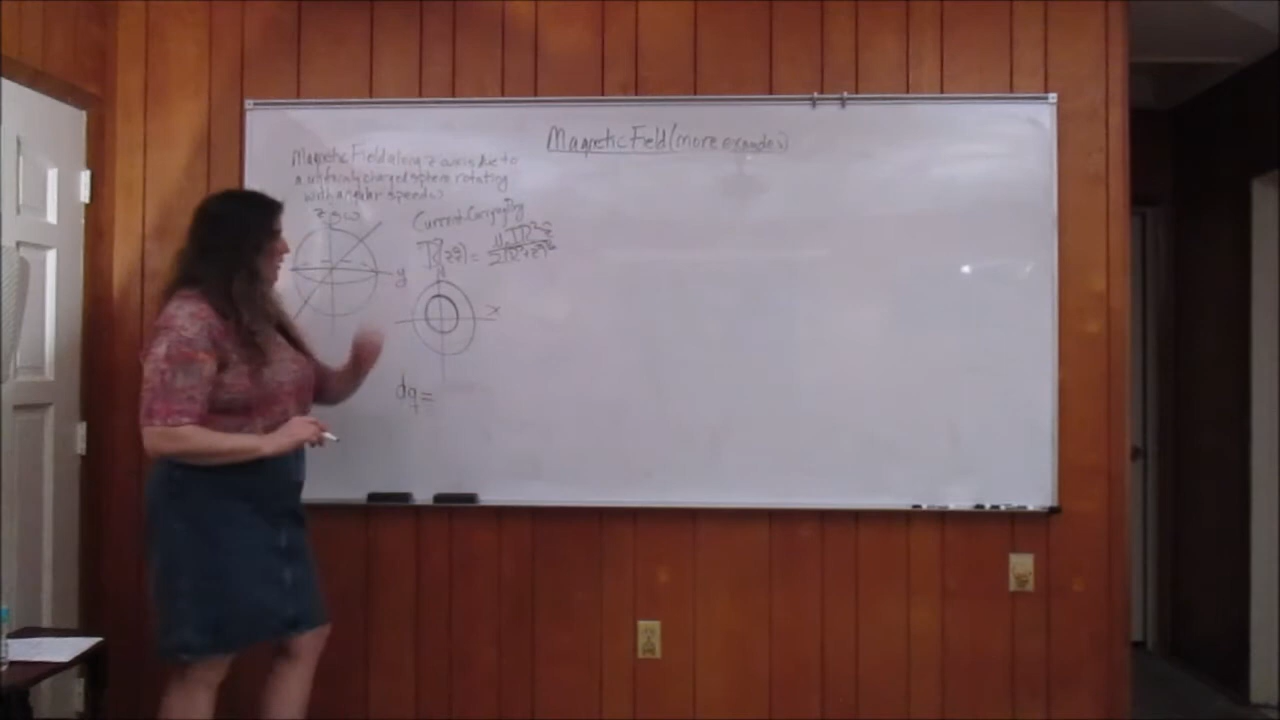 Magnetic Field (more examples)
Magnetic Field along z axis due to
a uniformly charged sphere rotating
with angular speed ω
z ω
y
Current Carrying Ring
B(z) =
y
x
dq =